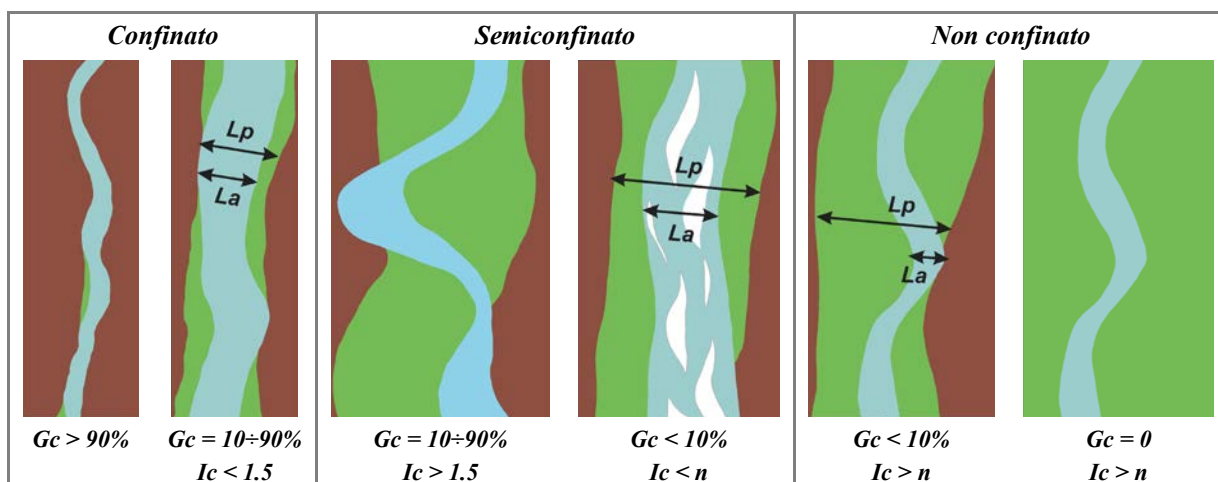 Confinato
Semiconfinato
Non confinato
Lp
La
Lp
La
Lp
La
Gc > 90%
Gc = 10÷90%
Ic < 1.5
Gc = 10÷90%
Ic > 1.5
Gc < 10%
Ic < n
Gc < 10%
Ic > n
Gc = 0
Ic > n